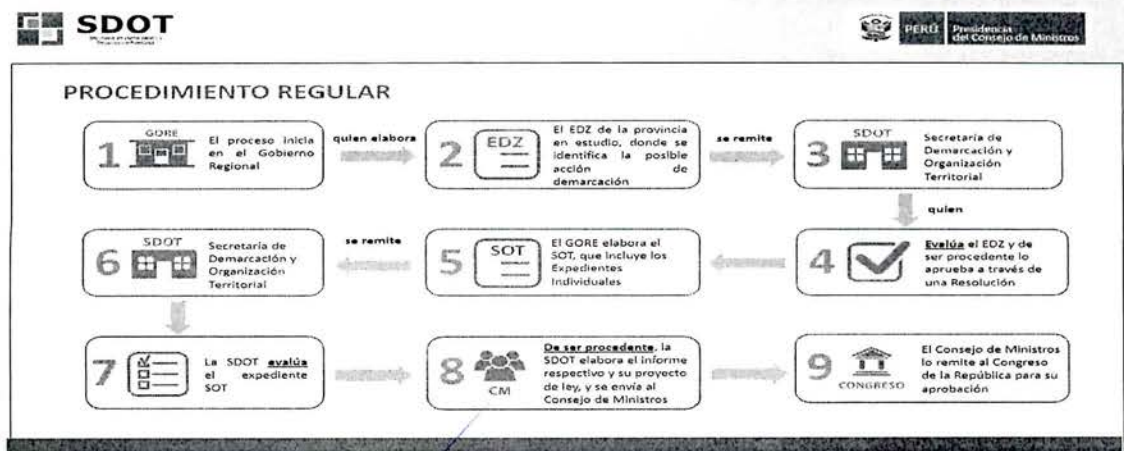 SDOT
PERÚ
Presidencia
del Consejo de Ministros
PROCEDIMIENTO REGULAR
1
GORE
El proceso inicia
en el Gobierno
Regional
quien elabora
2
EDZ
El EDZ de la provincia
en estudio, donde se
identifica la posible
acción de
demarcación
se remite
3
SDOT
Secretaría de
Demarcación y
Organización
Territorial
quien
4
Evalúa el EDZ y de
ser procedente lo
aprueba a través de
una Resolución
5
SOT
El GORE elabora el
SOT, que incluye los
Expedientes
Individuales
se remite
6
SDOT
Secretaría de
Demarcación y
Organización
Territorial
7
La SDOT evalúa
el expediente
SOT
8
CM
De ser procedente, la
SDOT elabora el informe
respectivo y su proyecto
de ley, y se envía al
Consejo de Ministros
9
CONGRESO
El Consejo de Ministros
lo remite al Congreso
de la República para su
aprobación